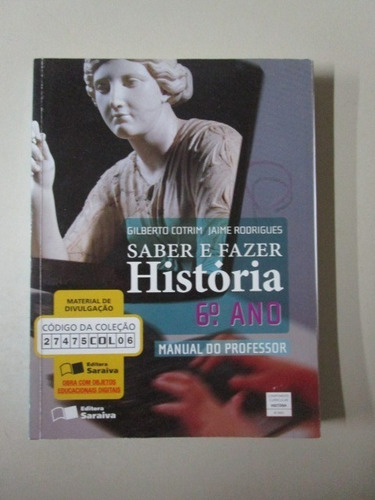 GILBERTO COTRIM JAIME RODRIGUES
SABER E FAZER
História
6º ANO
MANUAL DO PROFESSOR
MATERIAL DE
DIVULGAÇÃO
CÓDIGO DA COLEÇÃO
27475COL06
Editora
Saraiva
OBRA COM OBJETOS
EDUCACIONAIS DIGITAIS
Editora
Saraiva
HISTÓRIA